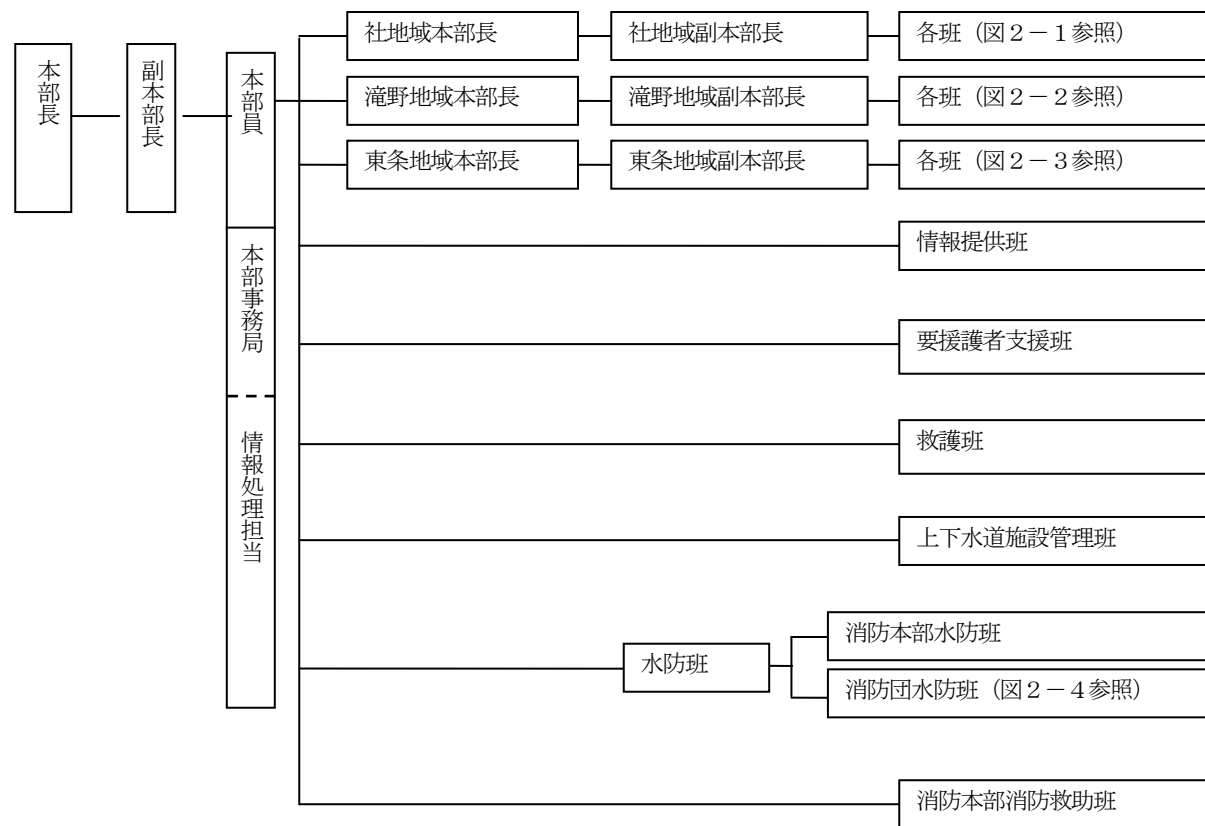 本部長
副本部長
本部員
本部事務局
情報処理担当
社地域本部長
社地域副本部長
各班（図２－１参照）
滝野地域本部長
滝野地域副本部長
各班（図２－２参照）
東条地域本部長
東条地域副本部長
各班（図２－３参照）
情報提供班
要援護者支援班
救護班
上下水道施設管理班
水防班
消防本部水防班
消防団水防班（図２－４参照）
消防本部消防救助班